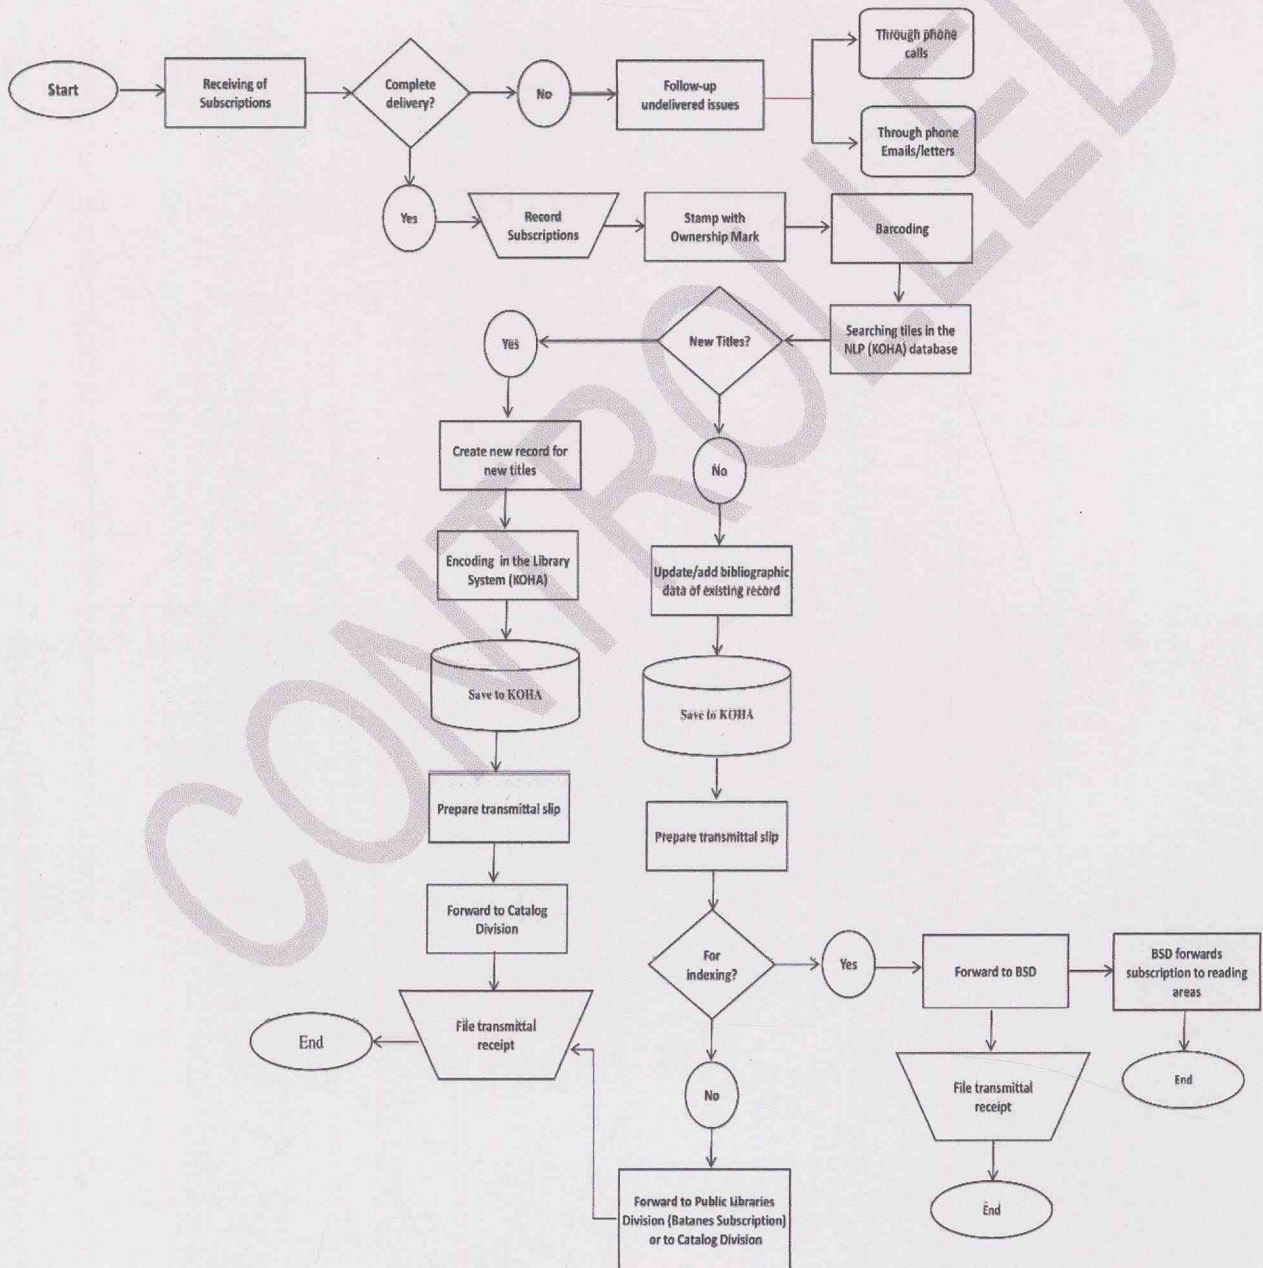 Start
Receiving of
Subscriptions
Complete
delivery?
No
Follow-up
undelivered issues
Through phone
calls
Through phone
Emails/letters
Yes
Record
Subscriptions
Stamp with
Ownership Mark
Barcoding
Searching tiles in the
NLP (KOHA) database
New Titles?
Yes
Create new record for
new titles
Encoding in the Library
System (KOHA)
Save to KOHA
Prepare transmittal slip
Forward to Catalog
Division
File transmittal
receipt
End
No
Update/add bibliographic
data of existing record
Save to KOHA
Prepare transmittal slip
For
indexing?
Yes
Forward to BSD
BSD forwards
subscription to reading
areas
End
File transmittal
receipt
End
No
Forward to Public Libraries
Division (Batanes Subscription)
or to Catalog Division
CONTROLLED